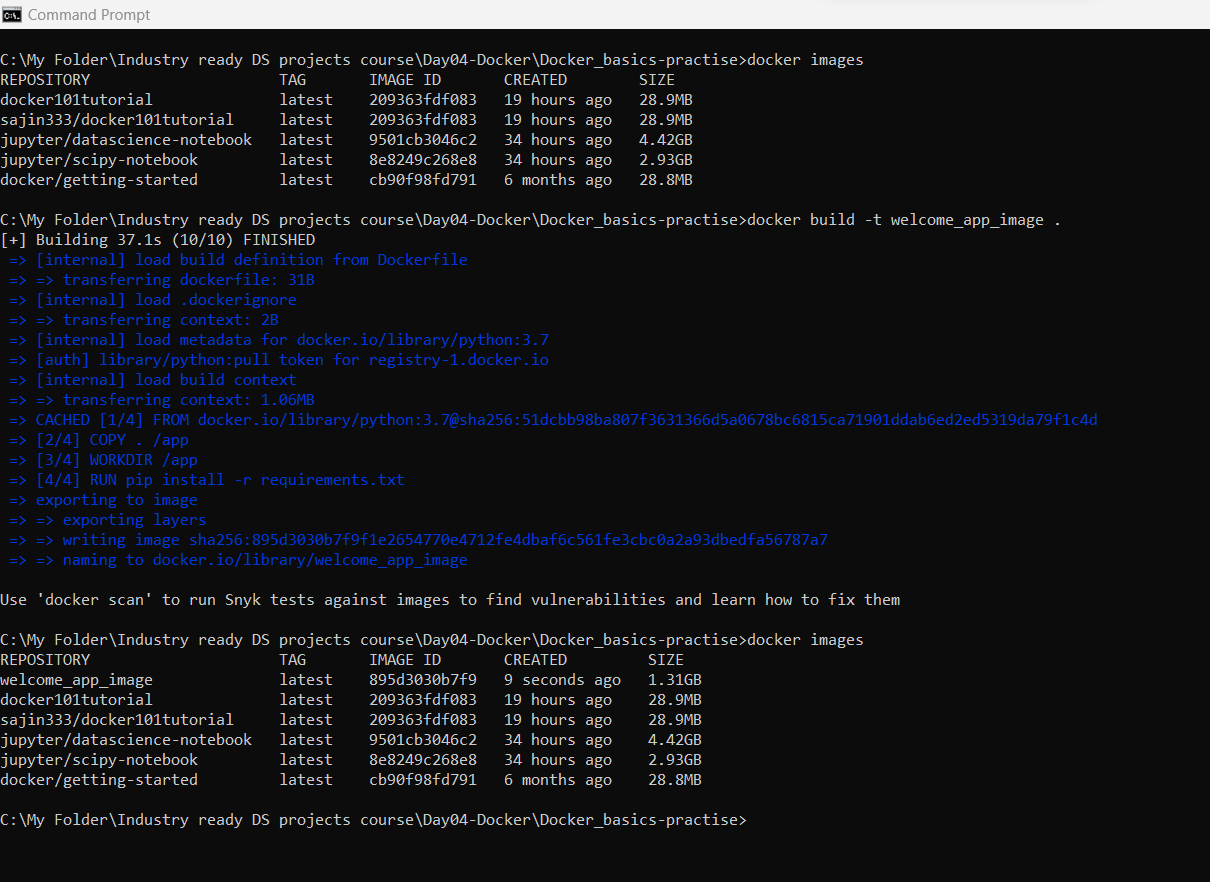 Command Prompt
C:\My Folder\Industry ready DS projects course\Day04-Docker\Docker_basics-practise>docker images
REPOSITORY TAG IMAGE ID CREATED SIZE
docker101tutorial latest 209363fdf083 19 hours ago 28.9MB
sajin333/docker101tutorial latest 209363fdf083 19 hours ago 28.9MB
jupyter/datascience-notebook latest 9501cb3046c2 34 hours ago 4.42GB
jupyter/scipy-notebook latest 8e8249c268e8 34 hours ago 2.93GB
docker/getting-started latest cb90f98fd791 6 months ago 28.8MB
C:\My Folder\Industry ready DS projects course\Day04-Docker\Docker_basics-practise>docker build -t welcome_app_image .
[+] Building 37.1s (10/10) FINISHED
=> [internal] load build definition from Dockerfile
=> => transferring dockerfile: 31B
=> [internal] load .dockerignore
=> => transferring context: 2B
=> [internal] load metadata for docker.io/library/python:3.7
=> [auth] library/python:pull token for registry-1.docker.io
=> [internal] load build context
=> => transferring context: 1.06MB
=> CACHED [1/4] FROM docker.io/library/python:3.7@sha256:51dcbb98ba807f3631366d5a0678bc6815ca71901ddab6ed2ed5319da79f1c4d
=> [2/4] COPY . /app
=> [3/4] WORKDIR /app
=> [4/4] RUN pip install -r requirements.txt
=> exporting to image
=> => exporting layers
=> => writing image sha256:895d3030b7f9f1e2654770e4712fe4dbaf6c561fe3cbc0a2a93dbedfa56787a7
=> => naming to docker.io/library/welcome_app_image
Use 'docker scan' to run Snyk tests against images to find vulnerabilities and learn how to fix them
C:\My Folder\Industry ready DS projects course\Day04-Docker\Docker_basics-practise>docker images
REPOSITORY TAG IMAGE ID CREATED SIZE
welcome_app_image latest 895d3030b7f9 9 seconds ago 1.31GB
docker101tutorial latest 209363fdf083 19 hours ago 28.9MB
sajin333/docker101tutorial latest 209363fdf083 19 hours ago 28.9MB
jupyter/datascience-notebook latest 9501cb3046c2 34 hours ago 4.42GB
jupyter/scipy-notebook latest 8e8249c268e8 34 hours ago 2.93GB
docker/getting-started latest cb90f98fd791 6 months ago 28.8MB
C:\My Folder\Industry ready DS projects course\Day04-Docker\Docker_basics-practise>